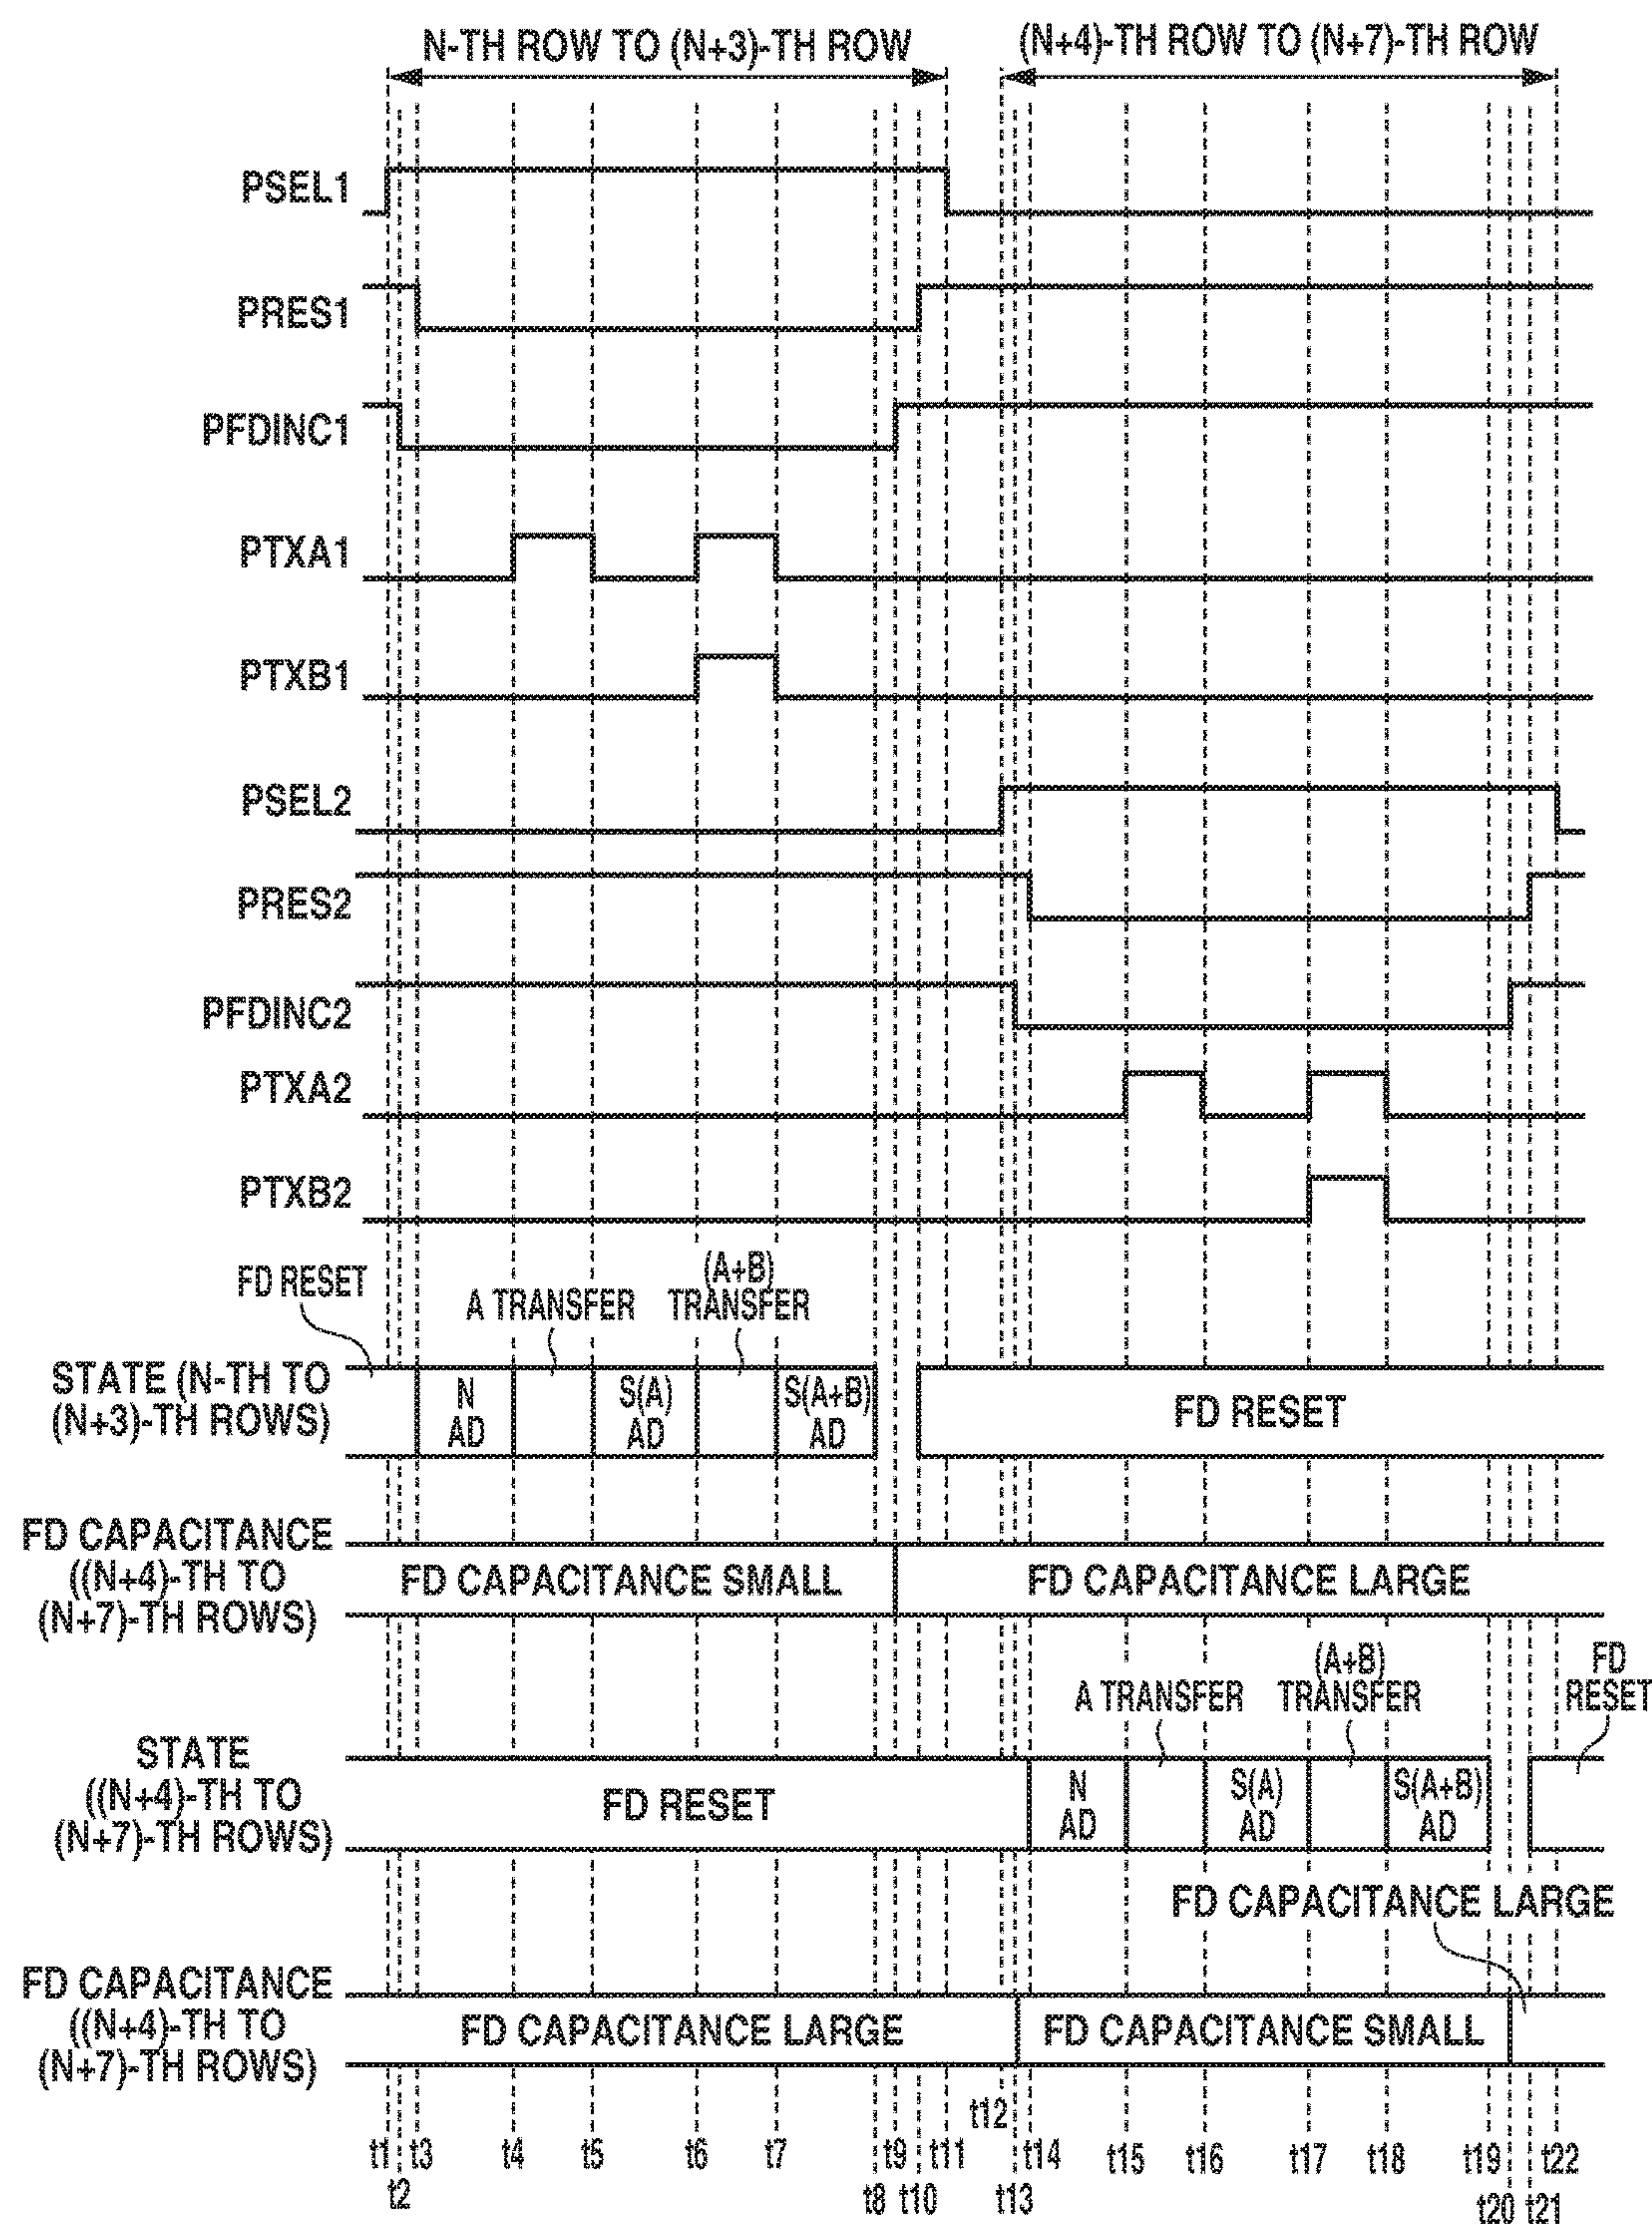 N-TH ROW TO (N+3)-TH ROW
(N+4)-TH ROW TO (N+7)-TH ROW
PSEL1
PRES1
PFDINC1
PTXA1
PTXB1
PSEL2
PRES2
PFDINC2
PTXA2
PTXB2
FD RESET
A TRANSFER
(A+B)
TRANSFER
STATE (N-TH TO
(N+3)-TH ROWS)
N
AD
S(A)
AD
S(A+B)
AD
FD RESET
FD CAPACITANCE
((N+4)-TH TO
(N+7)-TH ROWS)
FD CAPACITANCE SMALL
FD CAPACITANCE LARGE
A TRANSFER
(A+B)
TRANSFER
FD
RESET
STATE
((N+4)-TH TO
(N+7)-TH ROWS)
FD RESET
N
AD
S(A)
AD
S(A+B)
AD
FD CAPACITANCE LARGE
FD CAPACITANCE
((N+4)-TH TO
(N+7)-TH ROWS)
FD CAPACITANCE LARGE
FD CAPACITANCE SMALL
t1
t2
t3
t4
t5
t6
t7
t8
t9
t10
t11
t12
t13
t14
t15
t16
t17
t18
t19
t20
t21
t22